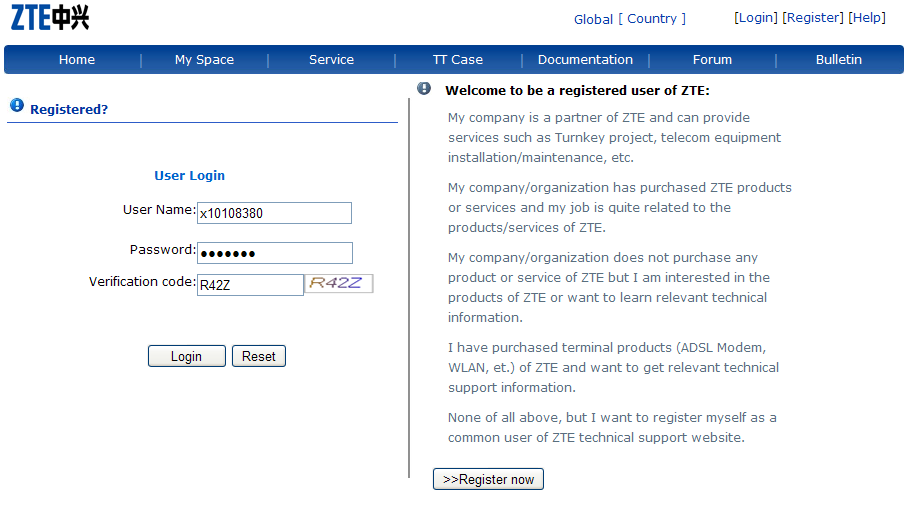 ZTE中兴
Global [ Country ] [Login] [Register] [Help]
Home My Space Service TT Case Documentation Forum Bulletin
Registered?
User Login
User Name: x10108380
Password: •••••••
Verification code: R42Z R42Z
Login Reset
Welcome to be a registered user of ZTE:
My company is a partner of ZTE and can provide
services such as Turnkey project, telecom equipment
installation/maintenance, etc.
My company/organization has purchased ZTE products
or services and my job is quite related to the
products/services of ZTE.
My company/organization does not purchase any
product or service of ZTE but I am interested in the
products of ZTE or want to learn relevant technical
information.
I have purchased terminal products (ADSL Modem,
WLAN, et.) of ZTE and want to get relevant technical
support information.
None of all above, but I want to register myself as a
common user of ZTE technical support website.
>>Register now